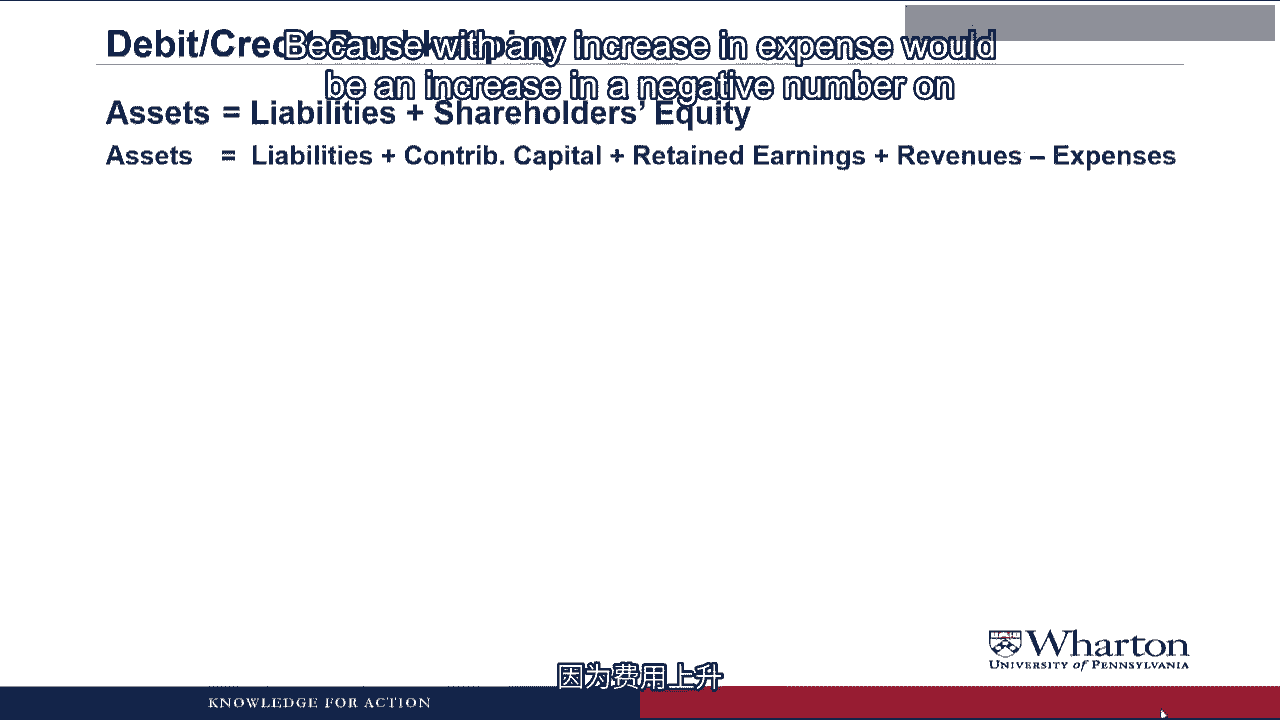 Debit/Credit Bookkeeping
Because with any increase in expense would
be an increase in a negative number on
Assets = Liabilities + Shareholders' Equity
Assets = Liabilities + Contrib. Capital + Retained Earnings + Revenues – Expenses
Wharton
UNIVERSITY of PENNSYLVANIA
因为费用上升
KNOWLEDGE FOR ACTION